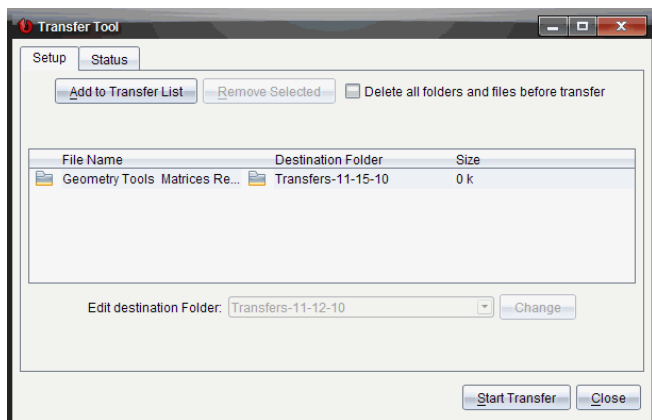 Transfer Tool
Setup Status
Add to Transfer List Remove Selected Delete all folders and files before transfer
File Name Destination Folder Size
Geometry Tools Matrices Re... Transfers-11-15-10 0 k
Edit destination Folder: Transfers-11-12-10 Change
Start Transfer Close